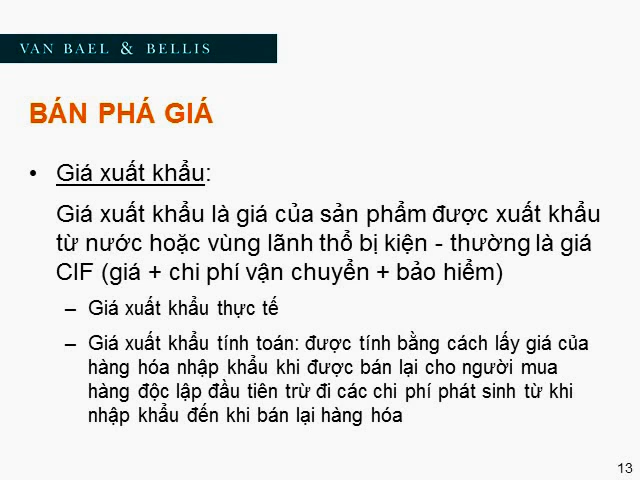 VAN BAEL & BELLIS
BÁN PHÁ GIÁ
• Giá xuất khẩu:
Giá xuất khẩu là giá của sản phẩm được xuất khẩu
từ nước hoặc vùng lãnh thổ bị kiện - thường là giá
CIF (giá + chi phí vận chuyển + bảo hiểm)
– Giá xuất khẩu thực tế
– Giá xuất khẩu tính toán: được tính bằng cách lấy giá của
hàng hóa nhập khẩu khi được bán lại cho người mua
hàng độc lập đầu tiên trừ đi các chi phí phát sinh từ khi
nhập khẩu đến khi bán lại hàng hóa
13